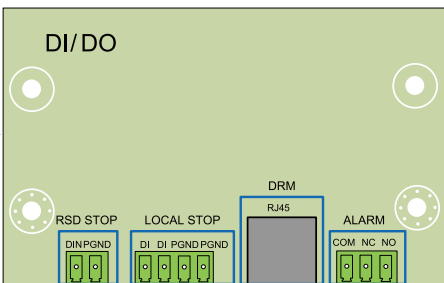 DI/DO
DRM
RJ45
RSD STOP
LOCAL STOP
ALARM
DIN PGND
DI DI PGND PGND
COM NC NO